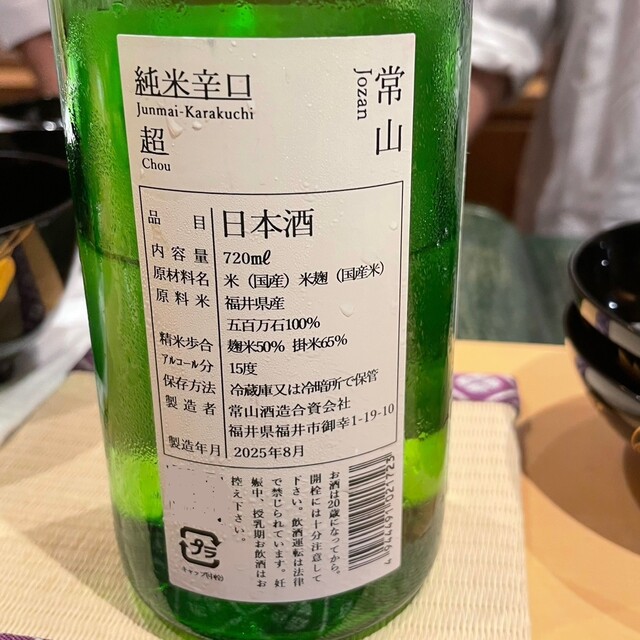 純米辛口
Junmai-Karakuchi
超
Chou
常山
Jozan
品目 日本酒
内容量 720mℓ
原材料名 米（国産）米麹（国産米）
原料米 福井県産
五百万石100%
精米歩合 麹米50% 掛米65%
アルコール分 15度
保存方法 冷蔵庫又は冷暗所で保管
製造者 常山酒造合資会社
福井県福井市御幸1-19-10
製造年月 2025年8月
お酒は20歳になってから。
開栓には十分注意して
下さい。飲酒運転は法律
で禁じられています。妊
娠中、授乳期お飲酒はお
控え下さい。
プラ